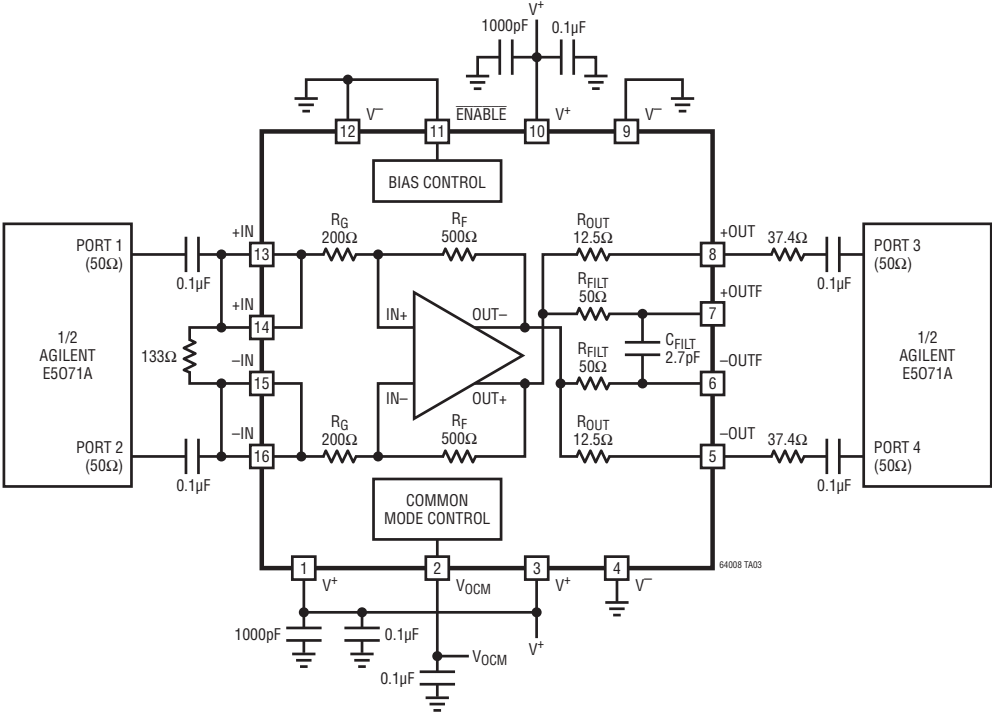 V+
1000pF
0.1µF
V–
ENABLE
V+
V–
12
11
10
9
BIAS CONTROL
PORT 1
(50Ω)
0.1µF
+IN
13
RG
200Ω
RF
500Ω
ROUT
12.5Ω
+OUT
8
37.4Ω
0.1µF
PORT 3
(50Ω)
+IN
14
IN+
OUT–
RFILT
50Ω
+OUTF
7
1/2
AGILENT
E5O71A
133Ω
CFILT
2.7pF
1/2
AGILENT
E5O71A
–IN
15
IN–
OUT+
RFILT
50Ω
–OUTF
6
PORT 2
(50Ω)
0.1µF
–IN
16
RG
200Ω
RF
500Ω
ROUT
12.5Ω
–OUT
5
37.4Ω
0.1µF
PORT 4
(50Ω)
COMMON
MODE CONTROL
64008 TA03
1
2
3
4
V+
VOCM
V+
V–
1000pF
0.1µF
V+
VOCM
0.1µF